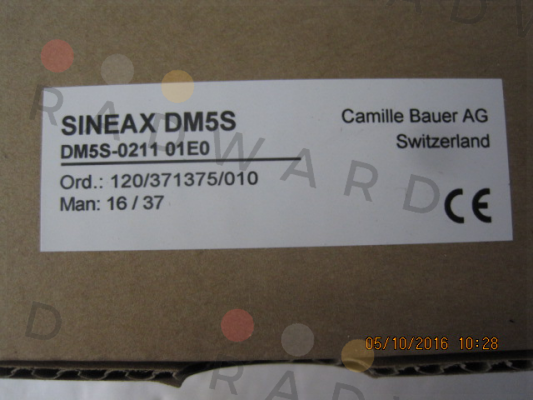 SINEAX DM5S
DM5S-0211 01E0
Ord.: 120/371375/010
Man: 16 / 37
Camille Bauer AG
Switzerland
CE
RADWARD
05/10/2016 10:28